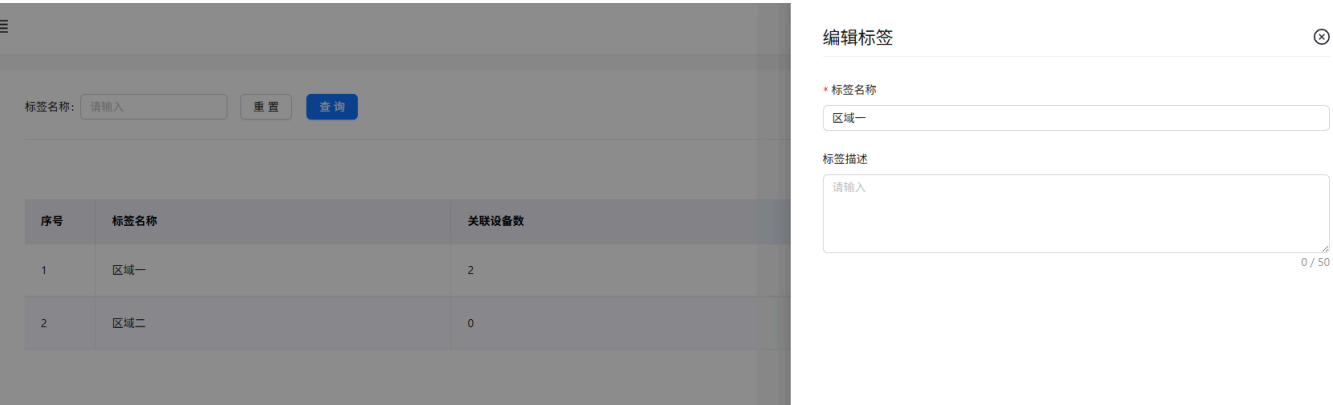 标签名称: 请输入 重 置 查 询
序号 标签名称 关联设备数
1 区域一 2
2 区域二 0
编辑标签
* 标签名称
区域一
标签描述
请输入
0 / 50